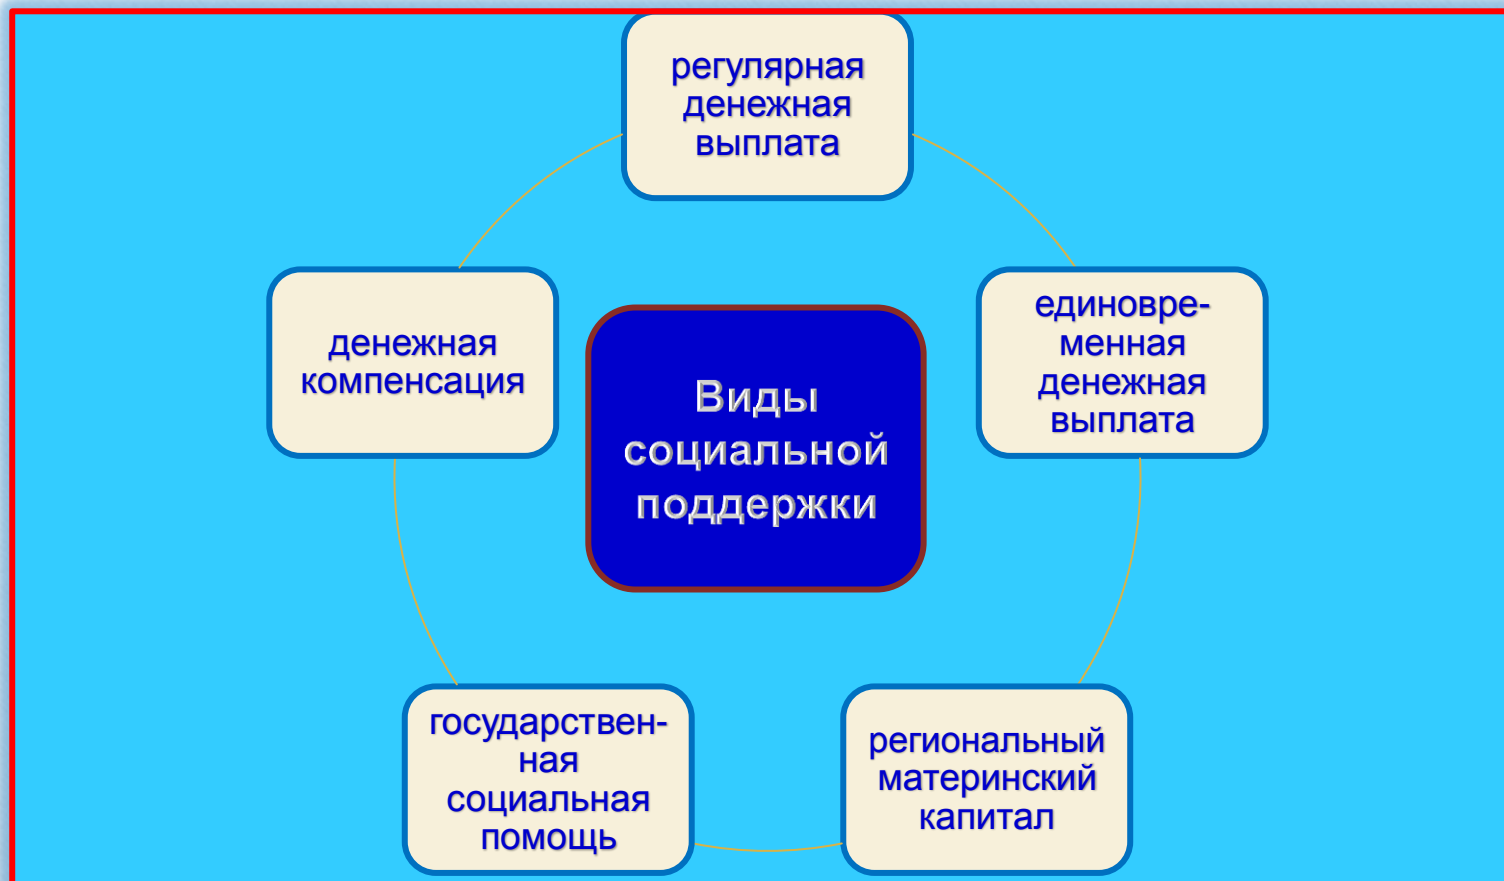 регулярная
денежная
выплата
единовре-
менная
денежная
выплата
региональный
материнский
капитал
государствен-
ная
социальная
помощь
денежная
компенсация
Виды
социальной
поддержки